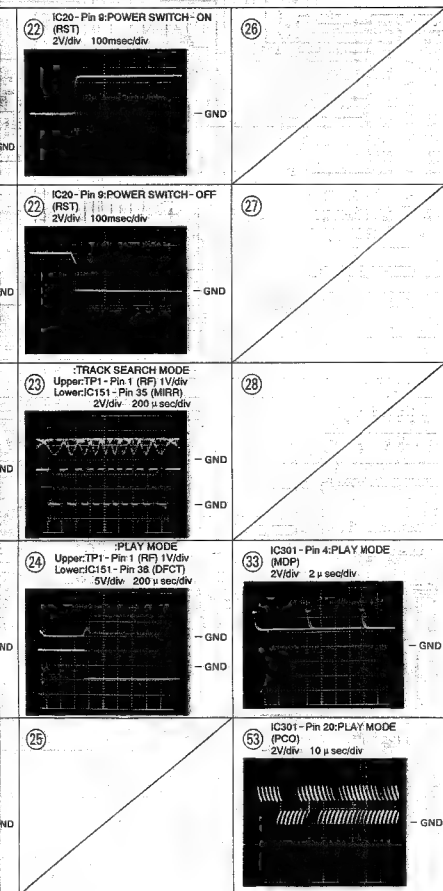 22 IC20 - Pin 9:POWER SWITCH - ON
(RST)
2V/div 100msec/div
- GND
GND
26
22 IC20 - Pin 9:POWER SWITCH - OFF
(RST)
2V/div 100msec/div
- GND
ND
27
:TRACK SEARCH MODE
23 Upper:TP1 - Pin 1 (RF) 1V/div
Lower:IC151 - Pin 35 (MIRR)
2V/div 200 µ sec/div
- GND
- GND
ND
28
:PLAY MODE
24 Upper:TP1 - Pin 1 (RF) 1V/div
Lower:IC151 - Pin 36 (DFCT)
5V/div 200 µ sec/div
- GND
- GND
ND
33 IC301 - Pin 4:PLAY MODE
(MDP)
2V/div 2 µ sec/div
- GND
25
ND
53 IC301 - Pin 20:PLAY MODE
(PCO)
2V/div 10 µ sec/div
- GND